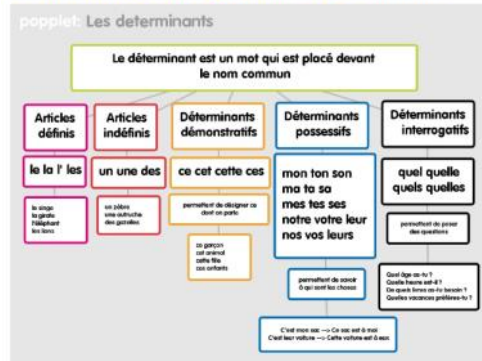 popplet: Les determinants
Le déterminant est un mot qui est placé devant
le nom commun
Articles
définis
le la l' les
le singe
la girafe
l'éléphant
les lions
Articles
indéfinis
un une des
un zèbre
une autruche
des gazelles
Déterminants
démonstratifs
ce cet cette ces
permettent de désigner ce
dont on parle
ce garçon
cet animal
cette fille
ces enfants
Déterminants
possessifs
mon ton son
ma ta sa
mes tes ses
notre votre leur
nos vos leurs
permettent de savoir
à qui sont les choses
C'est mon sac --> Ce sac est à moi
C'est leur voiture --> Cette voiture est à eux
Déterminants
interrogatifs
quel quelle
quels quelles
permettent de poser
des questions
Quel âge as-tu ?
Quelle heure est-il ?
De quels livres as-tu besoin ?
Quelles vacances préfères-tu ?